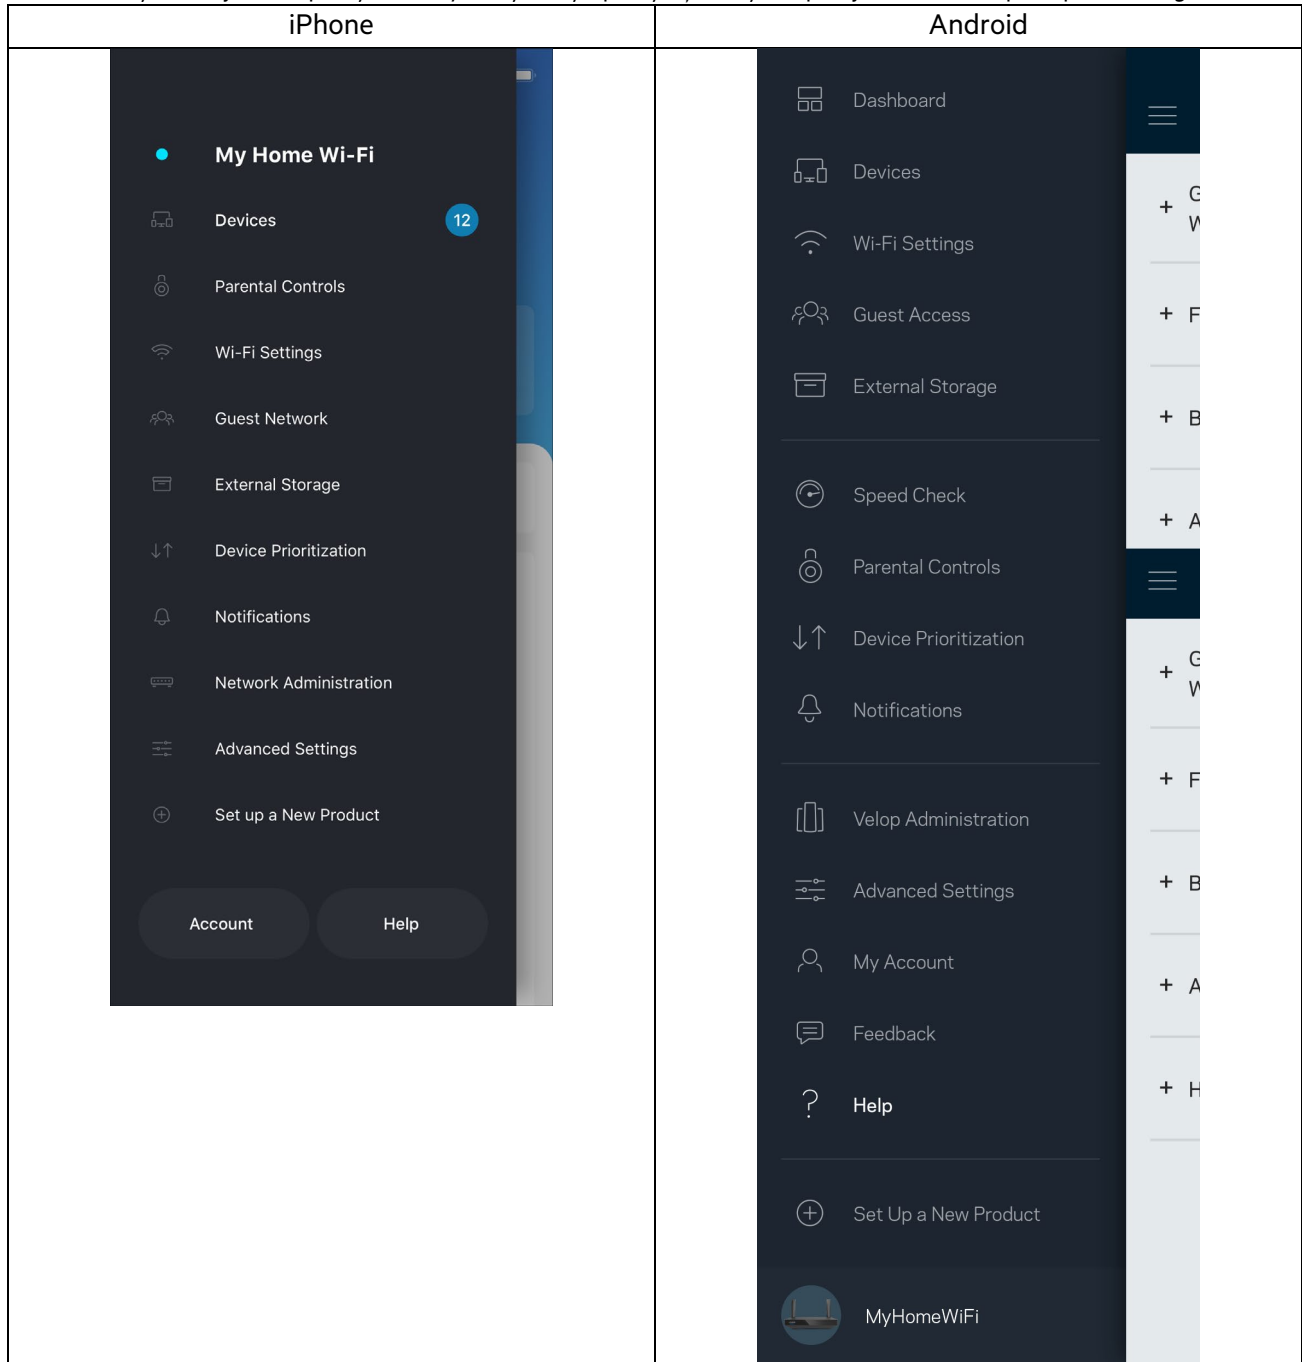 iPhone
Android
My Home Wi-Fi
Devices
12
Parental Controls
Wi-Fi Settings
Guest Network
External Storage
Device Prioritization
Notifications
Network Administration
Advanced Settings
Set up a New Product
Account
Help
Dashboard
Devices
Wi-Fi Settings
Guest Access
External Storage
Speed Check
Parental Controls
Device Prioritization
Notifications
Velop Administration
Advanced Settings
My Account
Feedback
Help
Set Up a New Product
MyHomeWiFi
+ G
+ F
+ B
+ A
+ G
+ F
+ B
+ A
+ H